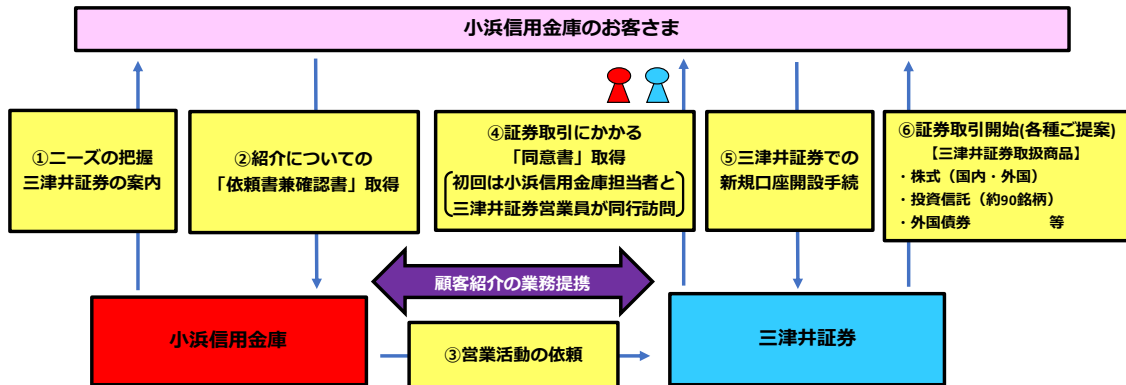 小浜信用金庫のお客さま
①ニーズの把握
三津井証券の案内
②紹介についての
「依頼書兼確認書」取得
④証券取引にかかる
「同意書」取得
初回は小浜信用金庫担当者と
三津井証券営業員が同行訪問
⑤三津井証券での
新規口座開設手続
⑥証券取引開始(各種ご提案)
【三津井証券取扱商品】
・株式（国内・外国）
・投資信託（約90銘柄）
・外国債券　　　　　等
顧客紹介の業務提携
小浜信用金庫
③営業活動の依頼
三津井証券